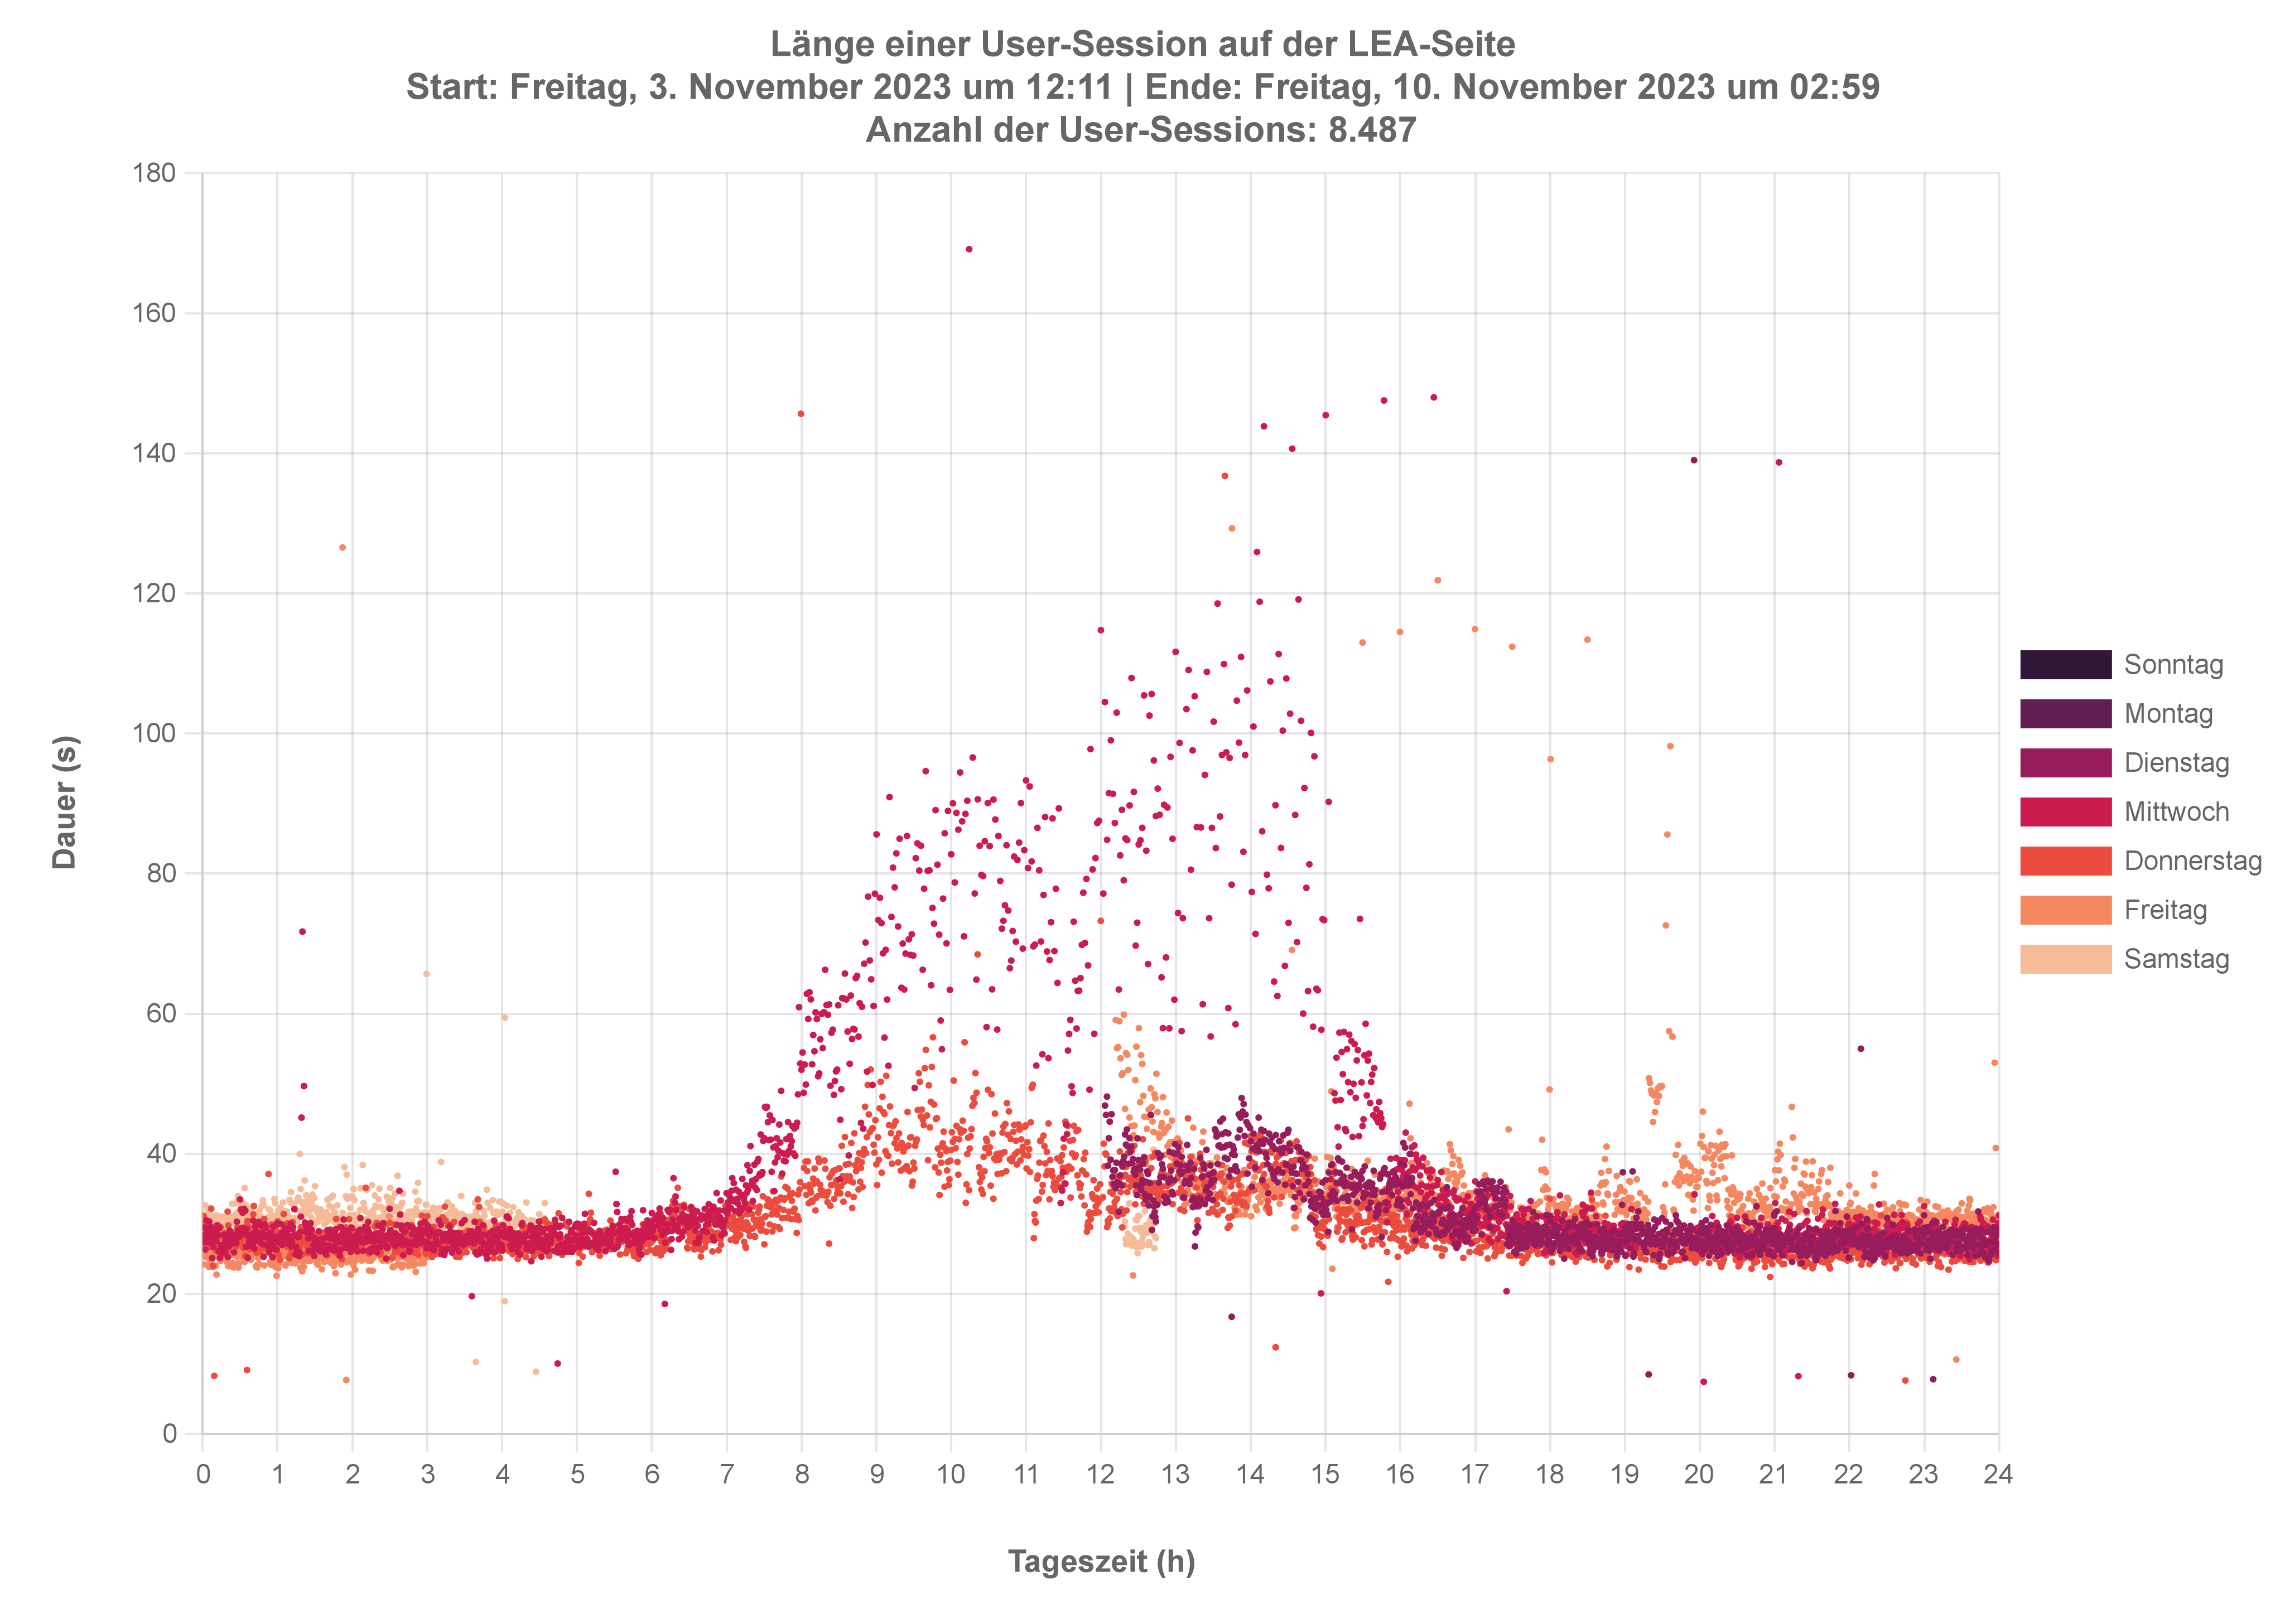 Länge einer User-Session auf der LEA-Seite
Start: Freitag, 3. November 2023 um 12:11 | Ende: Freitag, 10. November 2023 um 02:59
Anzahl der User-Sessions: 8.487
180
160
140
120
100
80
60
40
20
0
Dauer (s)
0 1 2 3 4 5 6 7 8 9 10 11 12 13 14 15 16 17 18 19 20 21 22 23 24
Tageszeit (h)
Sonntag
Montag
Dienstag
Mittwoch
Donnerstag
Freitag
Samstag